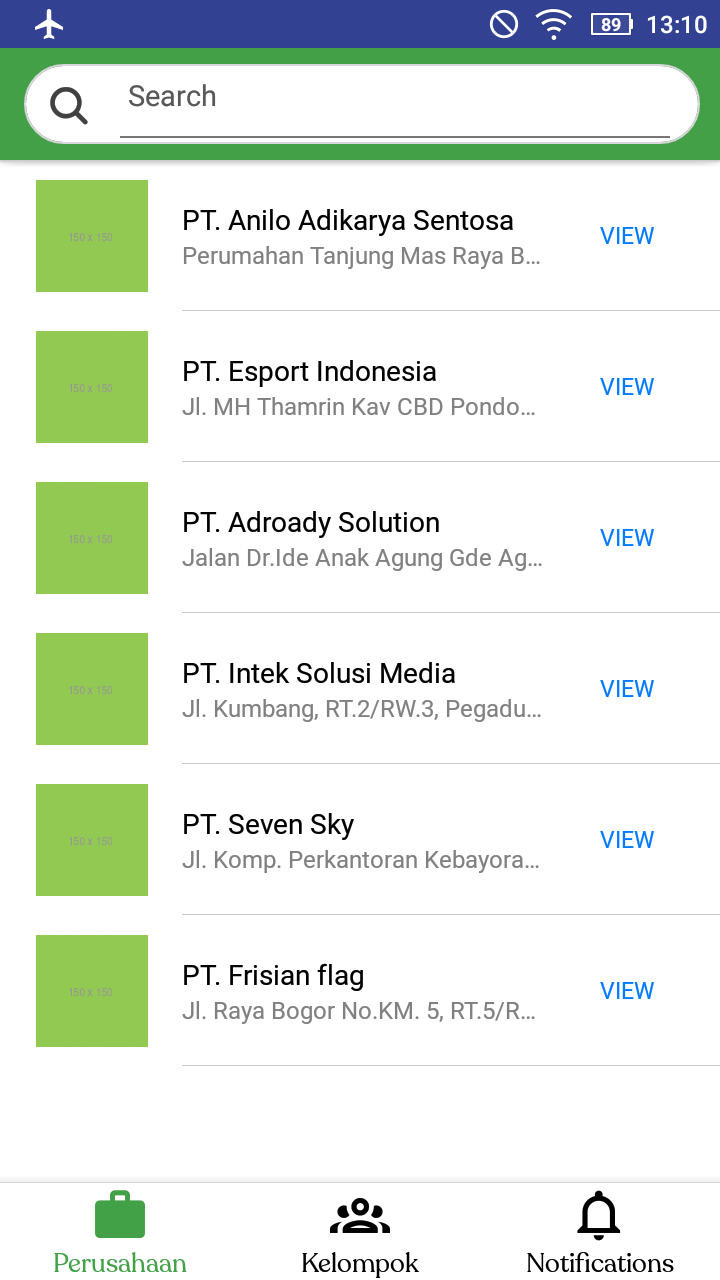 89 13:10
Search
150 x 150
PT. Anilo Adikarya Sentosa
Perumahan Tanjung Mas Raya B...
VIEW
150 x 150
PT. Esport Indonesia
Jl. MH Thamrin Kav CBD Pondo...
VIEW
150 x 150
PT. Adroady Solution
Jalan Dr.Ide Anak Agung Gde Ag...
VIEW
150 x 150
PT. Intek Solusi Media
Jl. Kumbang, RT.2/RW.3, Pegadu...
VIEW
150 x 150
PT. Seven Sky
Jl. Komp. Perkantoran Kebayora...
VIEW
150 x 150
PT. Frisian flag
Jl. Raya Bogor No.KM. 5, RT.5/R...
VIEW
Perusahaan Kelompok Notifications